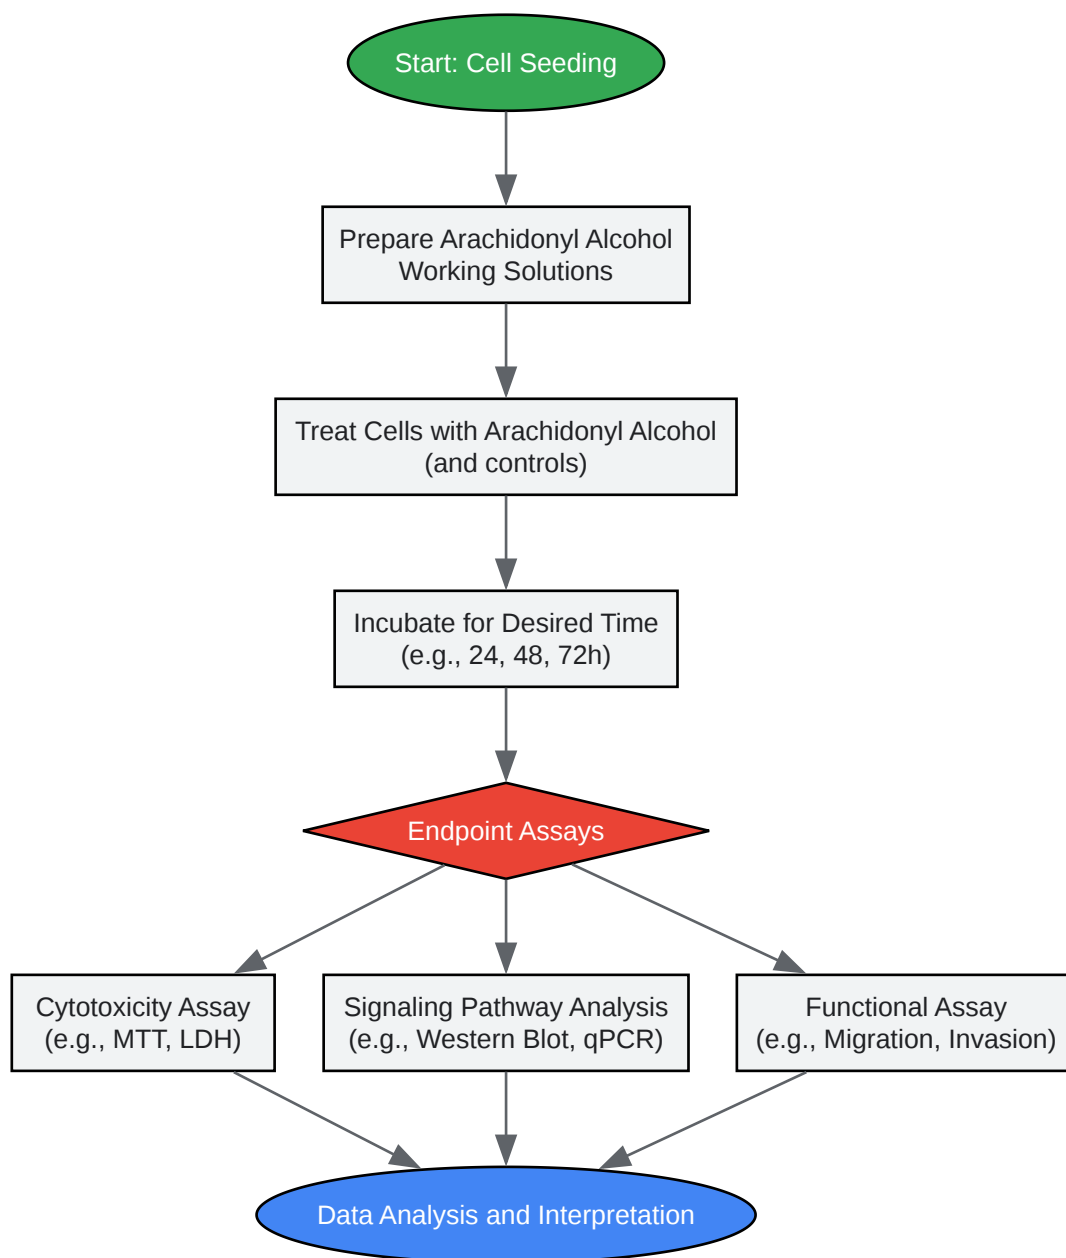 Start: Cell Seeding
Prepare Arachidonyl Alcohol
Working Solutions
Treat Cells with Arachidonyl Alcohol
(and controls)
Incubate for Desired Time
(e.g., 24, 48, 72h)
Endpoint Assays
Cytotoxicity Assay
(e.g., MTT, LDH)
Signaling Pathway Analysis
(e.g., Western Blot, qPCR)
Functional Assay
(e.g., Migration, Invasion)
Data Analysis and Interpretation